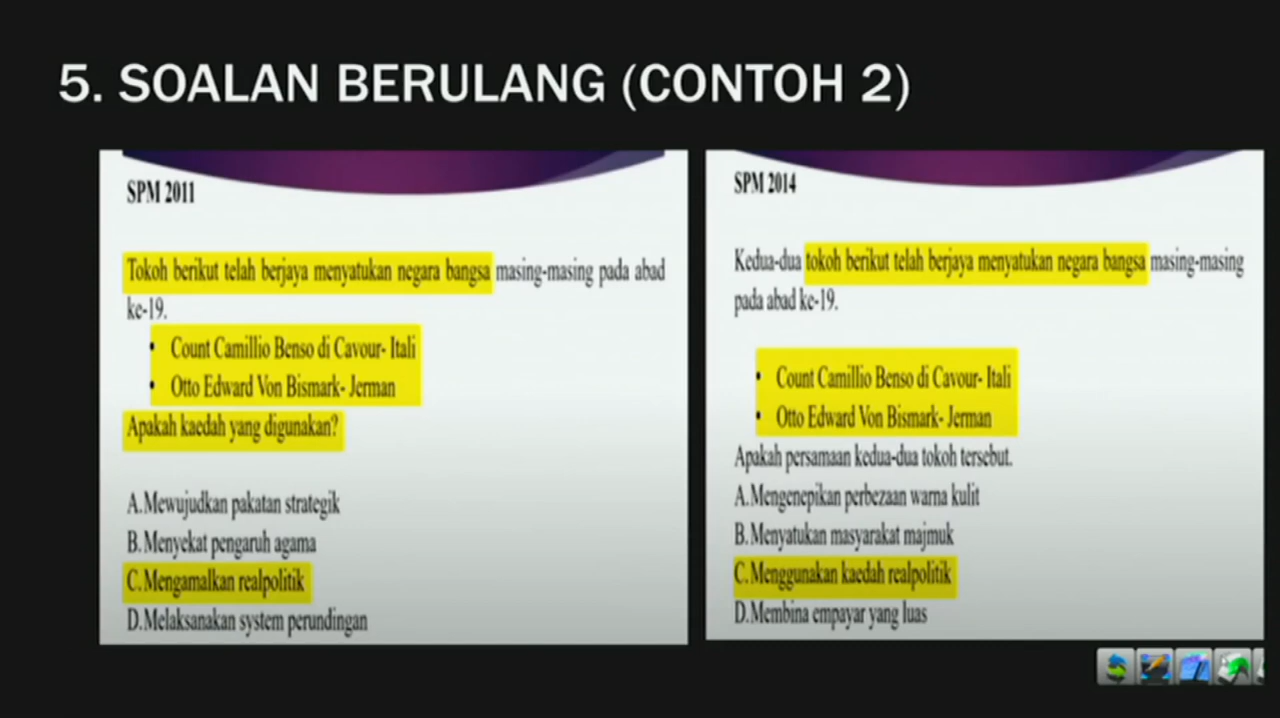 5. SOALAN BERULANG (CONTOH 2)
SPM 2011
Tokoh berikut telah berjaya menyatukan negara bangsa masing-masing pada abad
ke-19.
• Count Camillio Benso di Cavour- Itali
• Otto Edward Von Bismark- Jerman
Apakah kaedah yang digunakan?
A.Mewujudkan pakatan strategik
B.Menyekat pengaruh agama
C.Mengamalkan realpolitik
D.Melaksanakan system perundingan
SPM 2014
Kedua-dua tokoh berikut telah berjaya menyatukan negara bangsa masing-masing
pada abad ke-19.
• Count Camillio Benso di Cavour- Itali
• Otto Edward Von Bismark- Jerman
Apakah persamaan kedua-dua tokoh tersebut.
A.Mengenepikan perbezaan warna kulit
B.Menyatukan masyarakat majmuk
C.Menggunakan kaedah realpolitik
D.Membina empayar yang luas